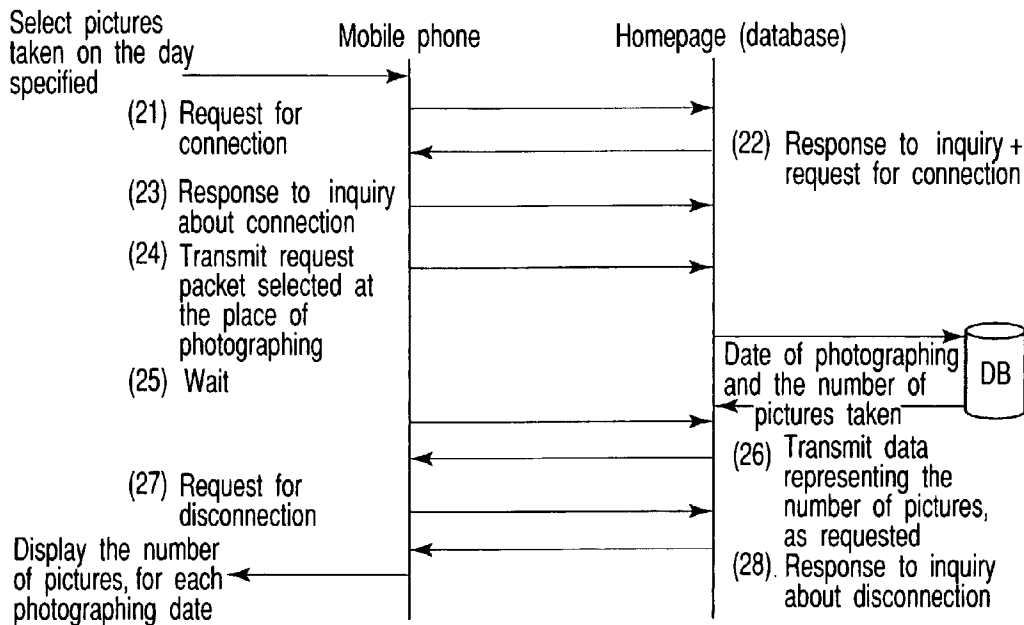 Select pictures
taken on the day
specified
Mobile phone
Homepage (database)
(21) Request for
connection
(22) Response to inquiry +
request for connection
(23) Response to inquiry
about connection
(24) Transmit request
packet selected at
the place of
photographing
Date of photographing
and the number of
pictures taken
DB
(25) Wait
(26) Transmit data
representing the
number of pictures,
as requested
(27) Request for
disconnection
(28). Response to inquiry
about disconnection
Display the number
of pictures, for each
photographing date